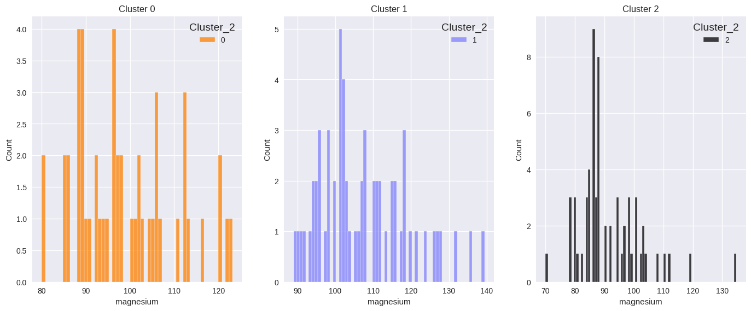 Cluster 0
Cluster_2
0
4.0
3.5
3.0
2.5
2.0
1.5
1.0
0.5
0.0
Count
80 90 100 110 120
magnesium
Cluster 1
Cluster_2
1
5
4
3
2
1
0
Count
90 100 110 120 130 140
magnesium
Cluster 2
Cluster_2
2
8
6
4
2
0
Count
70 80 90 100 110 120 130
magnesium